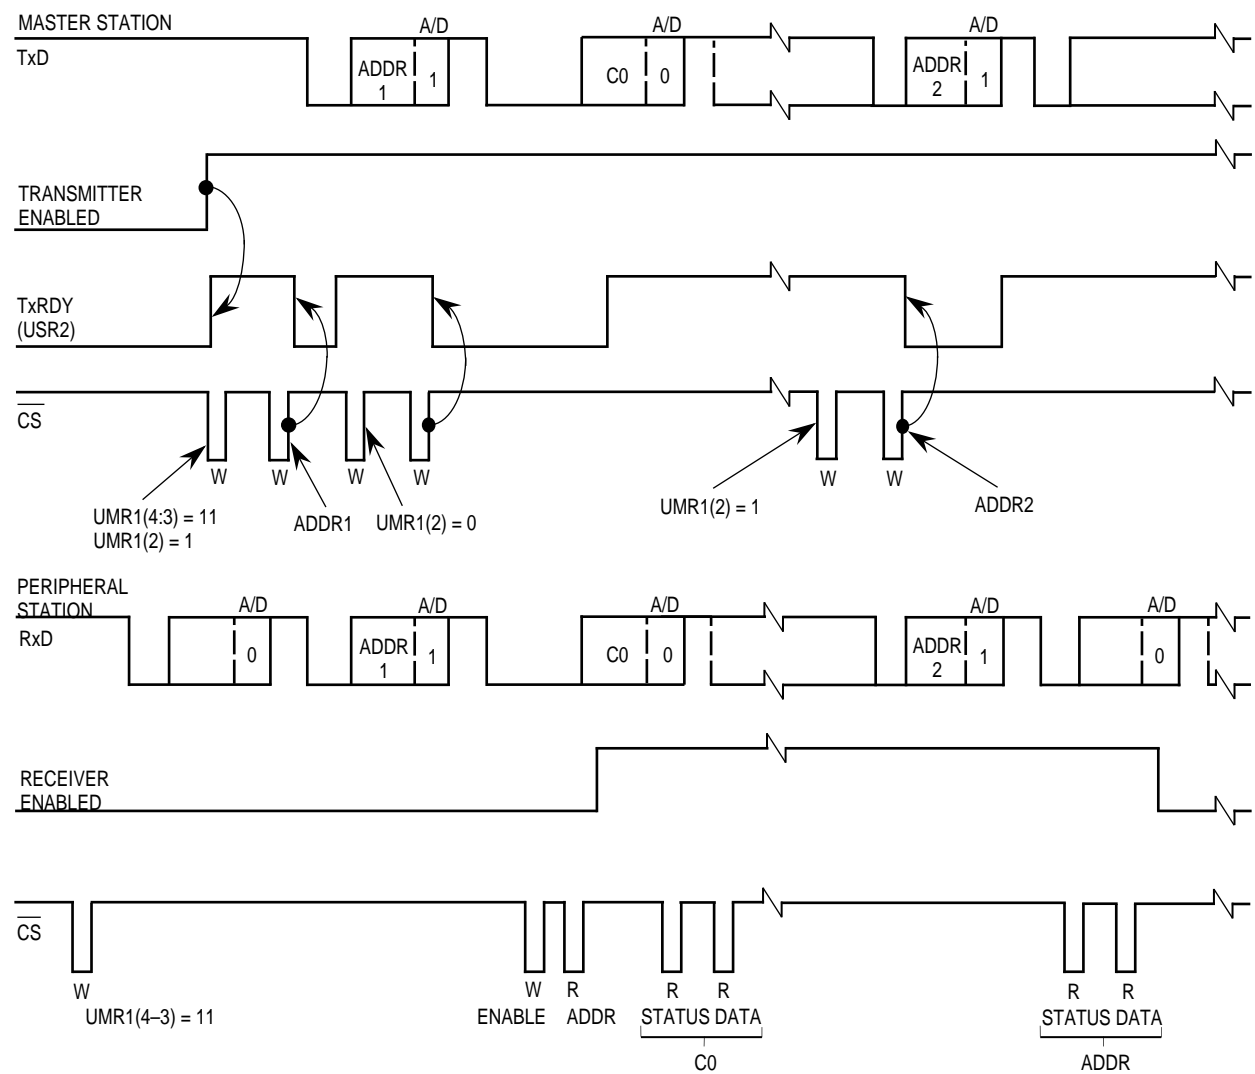 MASTER STATION
TxD
A/D
A/D
A/D
ADDR
1
1
C0
0
ADDR
2
1
TRANSMITTER
ENABLED
TxRDY
(USR2)
CS
W
W
W
W
W
W
UMR1(4:3) = 11
UMR1(2) = 1
ADDR1
UMR1(2) = 0
UMR1(2) = 1
ADDR2
PERIPHERAL
STATION
RxD
A/D
A/D
A/D
A/D
A/D
0
ADDR
1
1
C0
0
ADDR
2
1
0
RECEIVER
ENABLED
CS
W
W
R
R
R
R
R
UMR1(4–3) = 11
ENABLE
ADDR
STATUS DATA
STATUS DATA
C0
ADDR